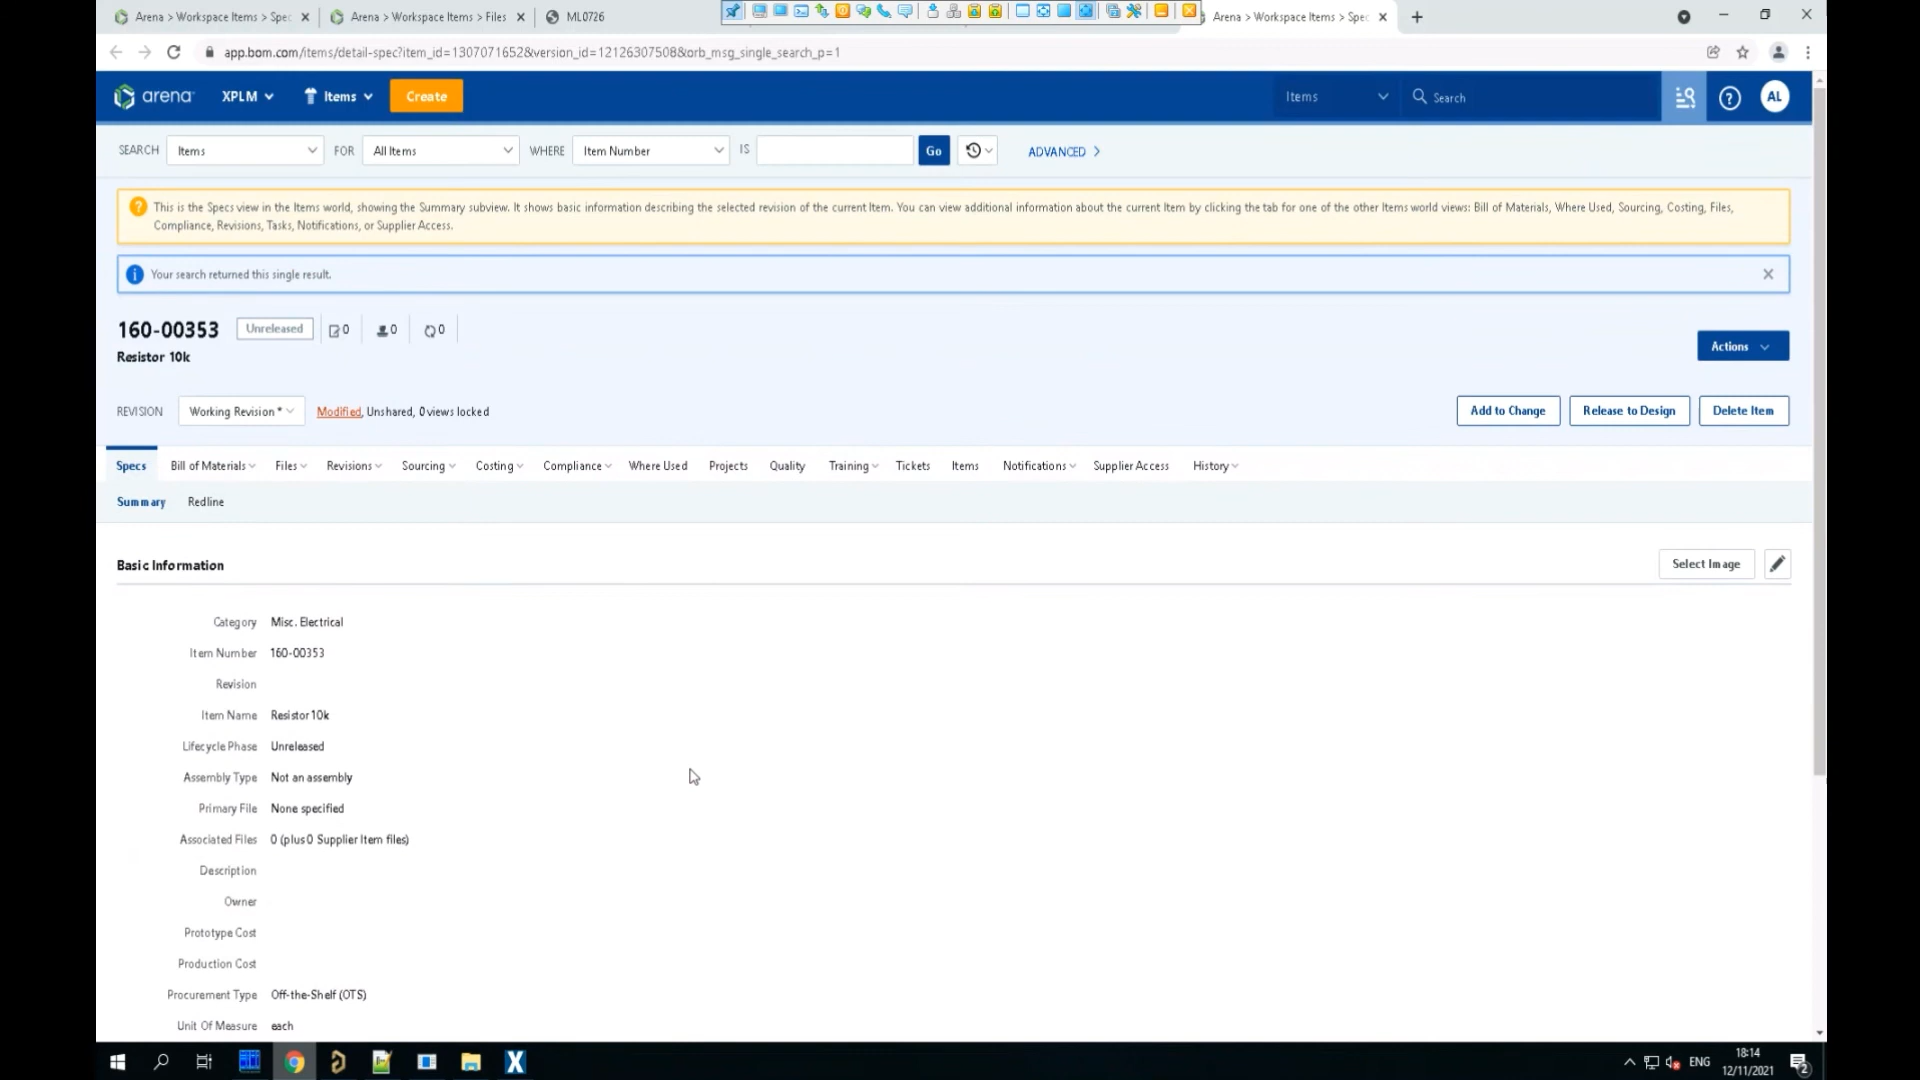 Arena > Workspace Items > Spec
Arena > Workspace Items > Files
ML0726
Arena > Workspace Items > Spec
app.bom.com/items/detail-spec?item_id=1307071652&version_id=12126307508&orb_msg_single_search_p=1
arena
XPLM
Items
Create
Items
Search
AL
SEARCH Items FOR All Items WHERE Item Number IS Go ADVANCED
This is the Specs view in the Items world, showing the Summary subview. It shows basic information describing the selected revision of the current Item. You can view additional information about the current Item by clicking the tab for one of the other Items world views: Bill of Materials, Where Used, Sourcing, Costing, Files,
Compliance, Revisions, Tasks, Notifications, or Supplier Access.
Your search returned this single result.
160-00353 Unreleased 0 0 0
Resistor 10k
Actions
REVISION Working Revision * Modified, Unshared, 0 views locked
Add to Change Release to Design Delete Item
Specs Bill of Materials Files Revisions Sourcing Costing Compliance Where Used Projects Quality Training Tickets Items Notifications Supplier Access History
Summary Redline
Basic Information
Select Image
Category Misc. Electrical
Item Number 160-00353
Revision
Item Name Resistor 10k
Lifecycle Phase Unreleased
Assembly Type Not an assembly
Primary File None specified
Associated Files 0 (plus 0 Supplier Item files)
Description
Owner
Prototype Cost
Production Cost
Procurement Type Off-the-Shelf (OTS)
Unit Of Measure each
ENG
18:14
12/11/2021
2